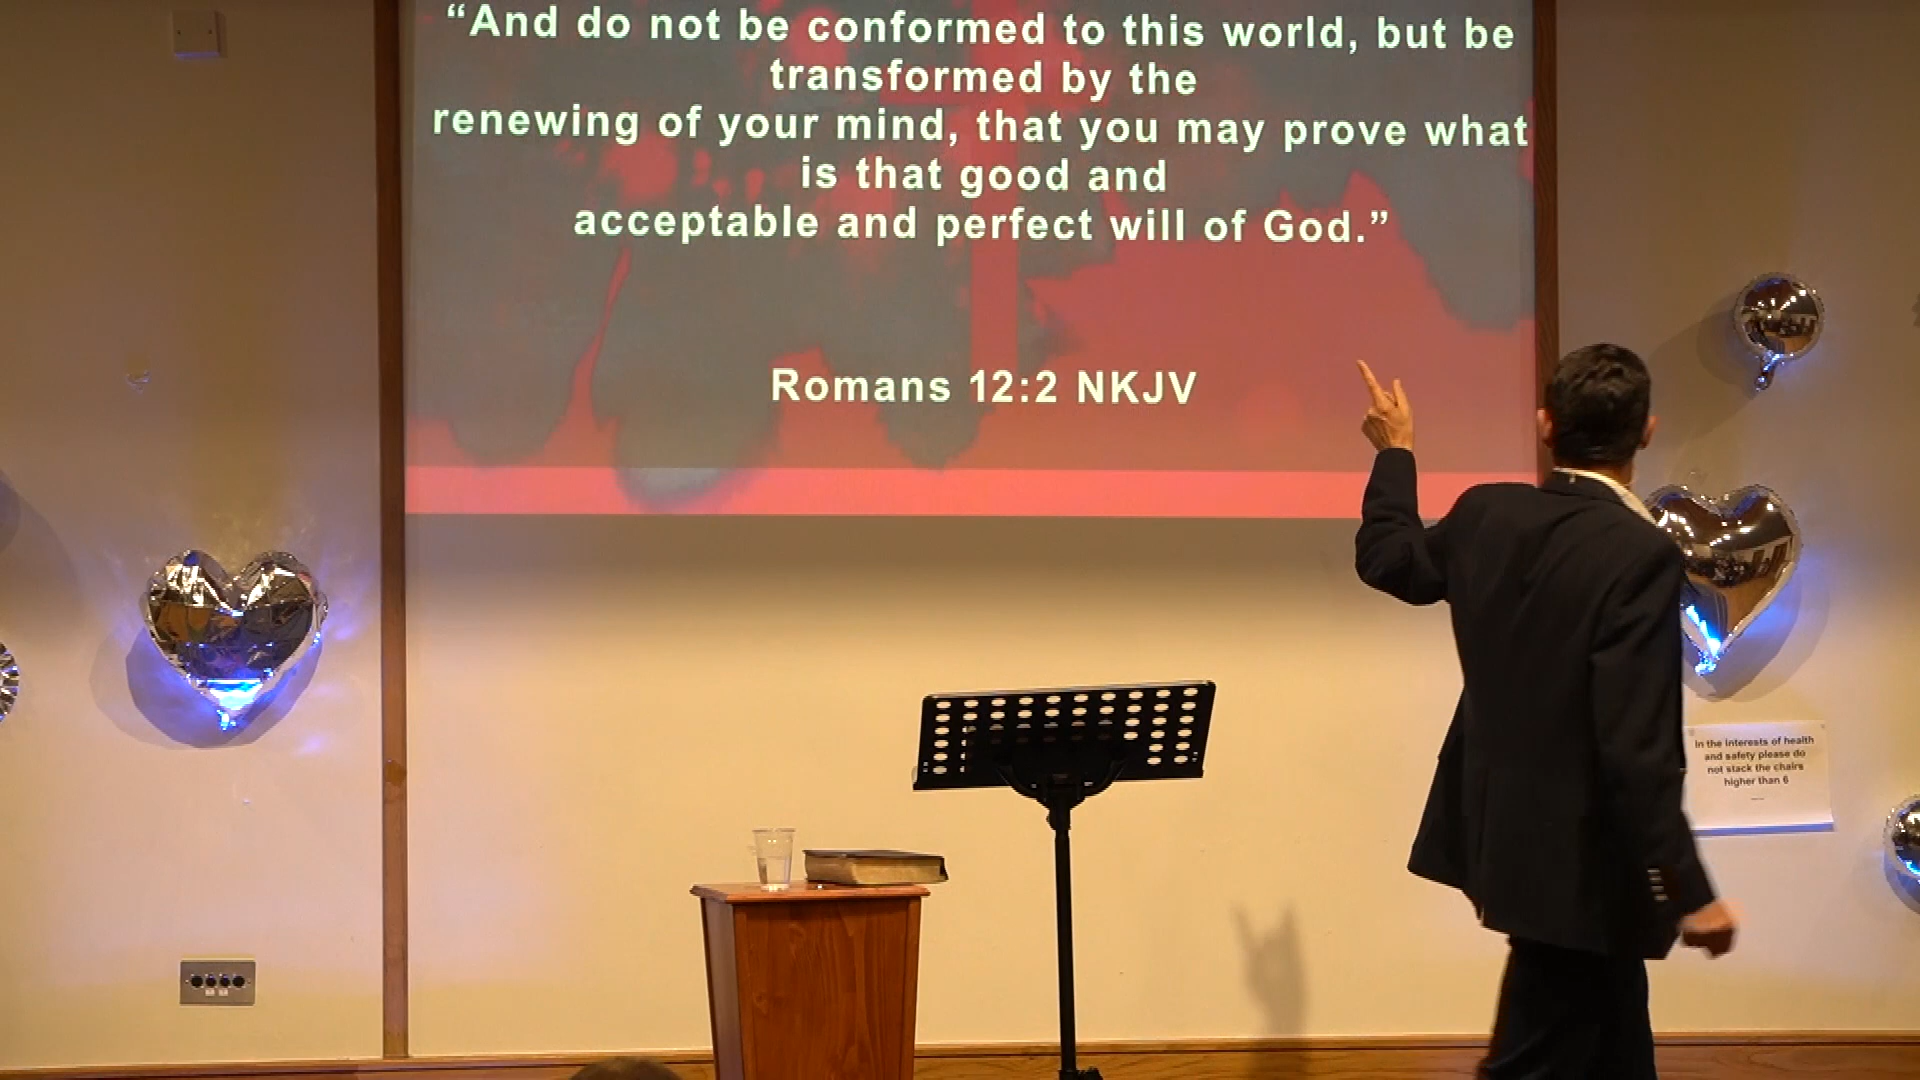 “And do not be conformed to this world, but be
transformed by the
renewing of your mind, that you may prove what
is that good and
acceptable and perfect will of God.”
Romans 12:2 NKJV
In the interests of health
and safety please do
not stack the chairs
higher than 6